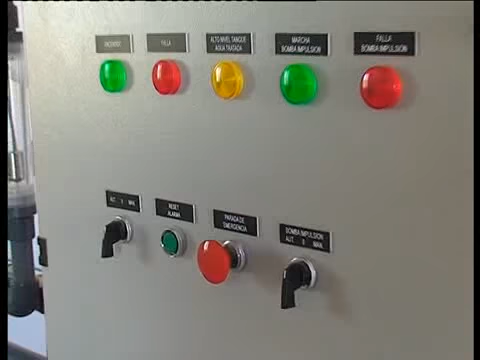 FALLA
ALTO NIVEL TANQUE
AGUA TRATADA
MARCHA
BOMBA IMPULSION
FALLA
BOMBA IMPULSION
AUT. 0 MAN.
RESET
ALARMA
PARADA DE
EMERGENCIA
BOMBA IMPULSION
AUT. 0 MAN.